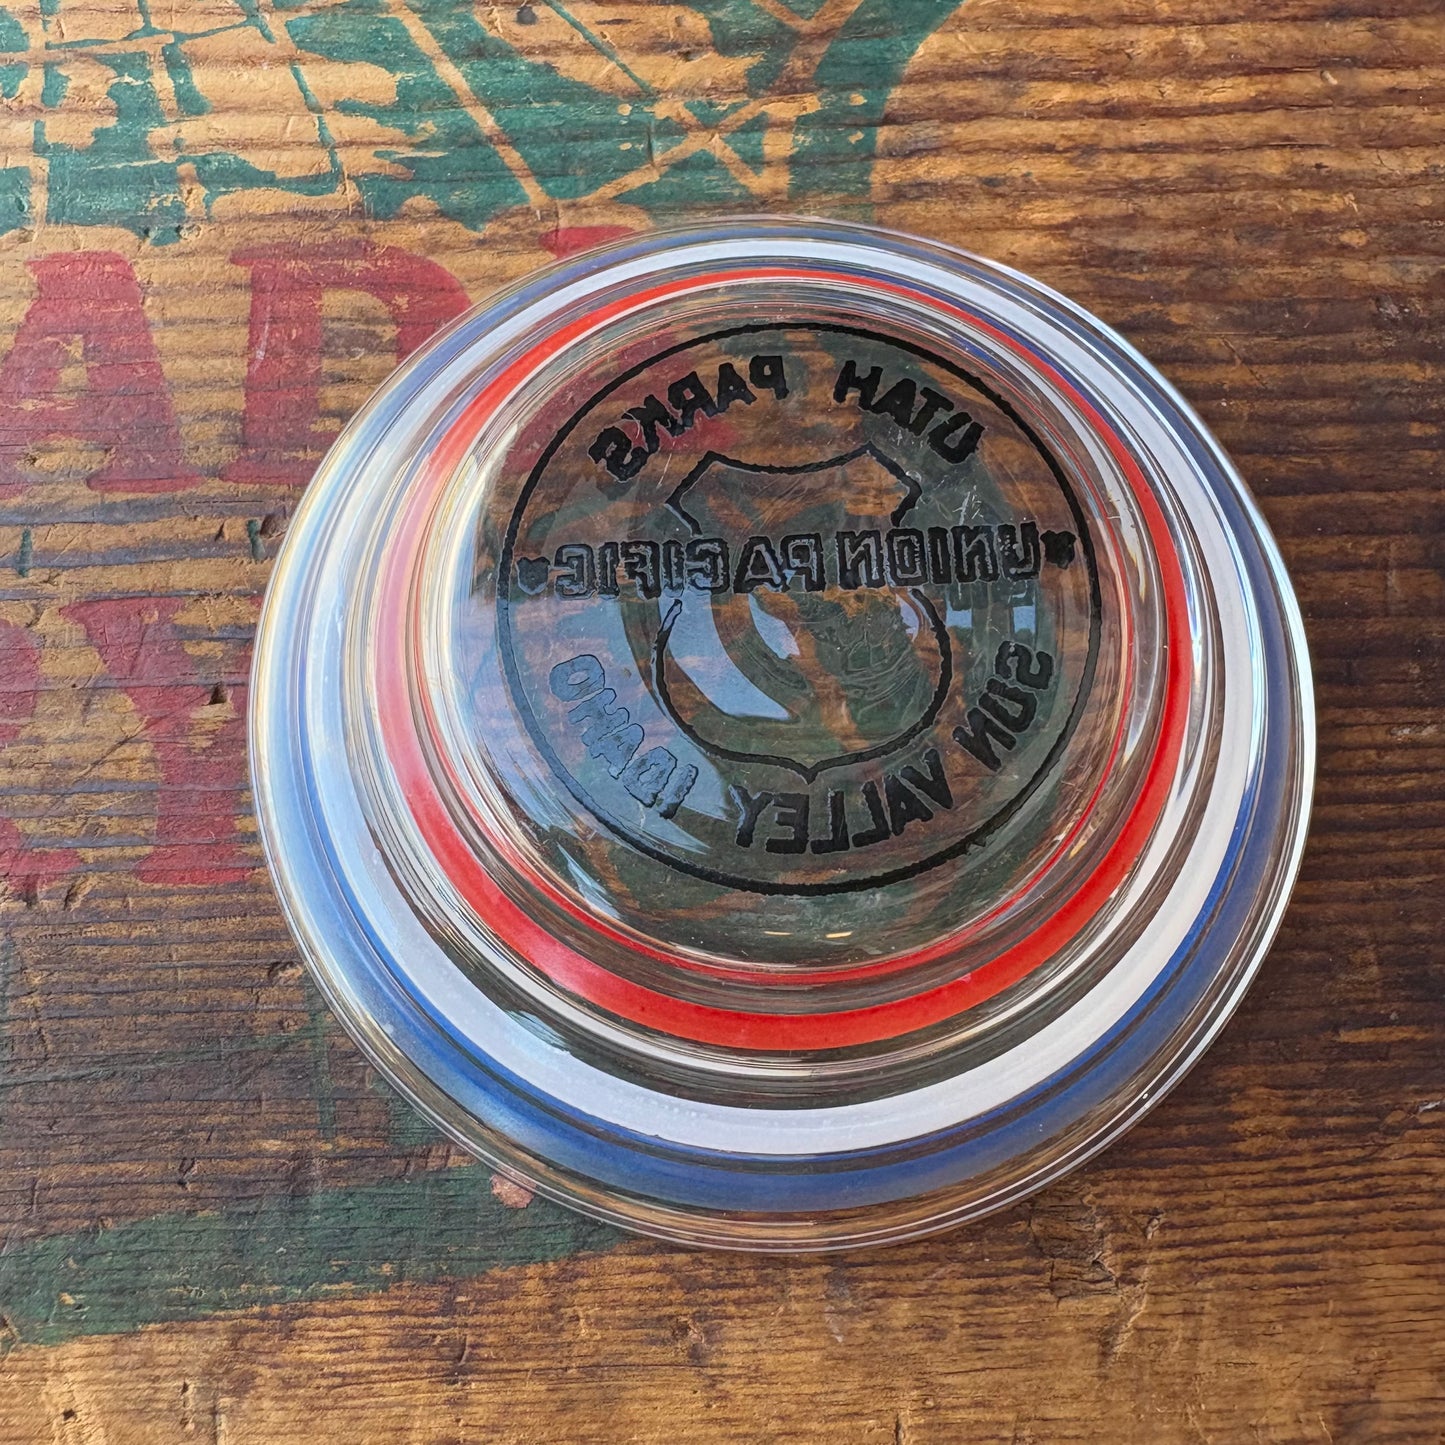 UTAH PARKS
UNION PACIFIC
SUN VALLEY IDAHO